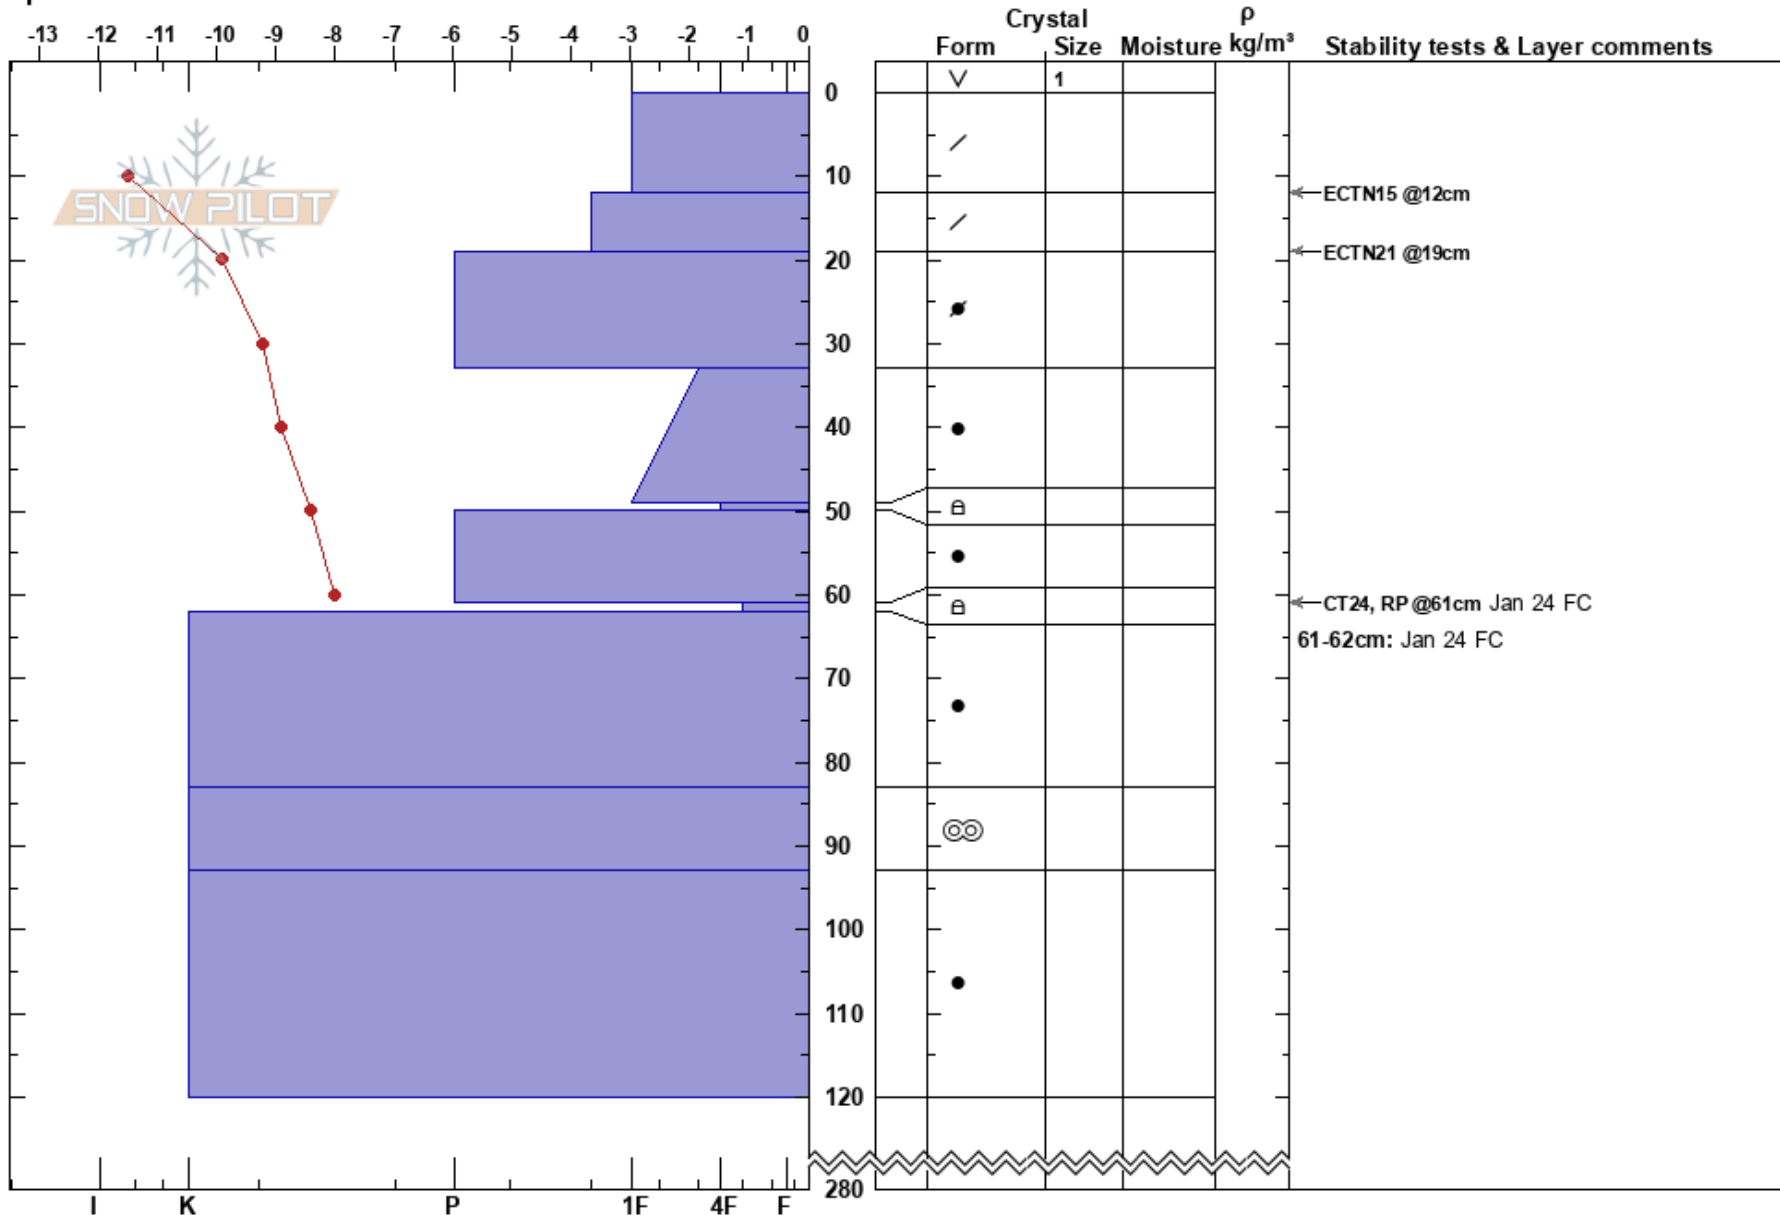 Crystal ρ
-13 -12 -11 -10 -9 -8 -7 -6 -5 -4 -3 -2 -1 0 Form Size Moisture kg/m³ Stability tests & Layer comments
1
0
SNOW PILOT
10
ECTN15 @12cm
ECTN21 @19cm
20
30
40
50
60
CT24, RP @61cm Jan 24 FC
61-62cm: Jan 24 FC
70
80
90
100
110
120
280
I K P 1F 4F F